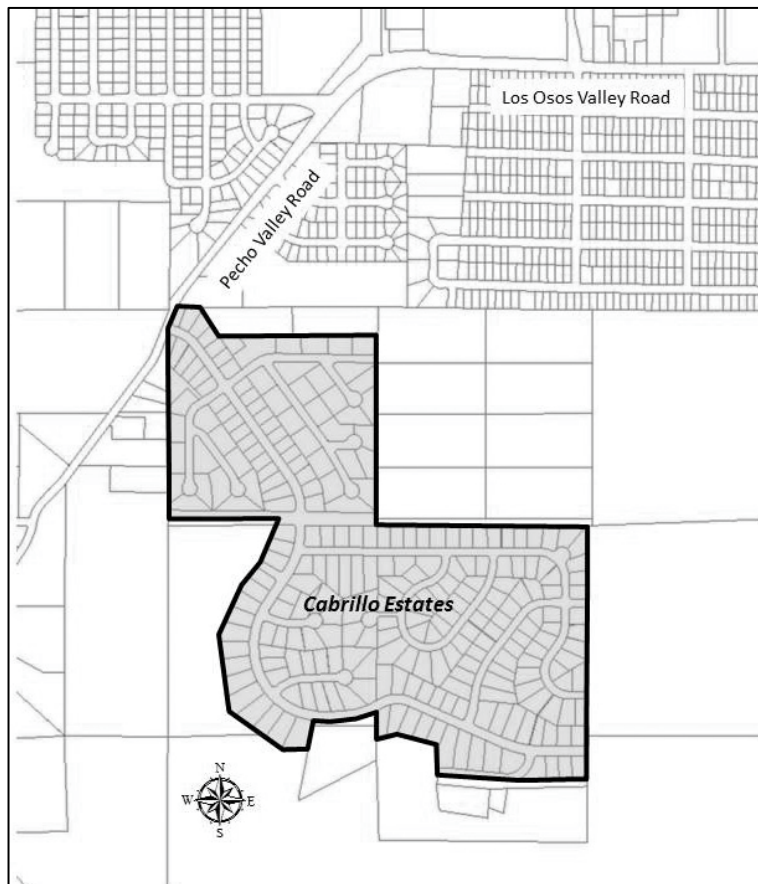 Los Osos Valley Road
Pecho Valley Road
Cabrillo Estates
N
W E
S